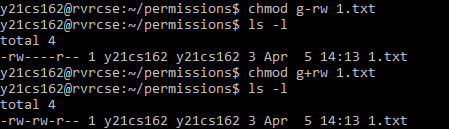 y21cs162@rvrcse:~/permissions$ chmod g-rw 1.txt
y21cs162@rvrcse:~/permissions$ ls -l
total 4
-rw----r-- 1 y21cs162 y21cs162 3 Apr  5 14:13 1.txt
y21cs162@rvrcse:~/permissions$ chmod g+rw 1.txt
y21cs162@rvrcse:~/permissions$ ls -l
total 4
-rw-rw-r-- 1 y21cs162 y21cs162 3 Apr  5 14:13 1.txt